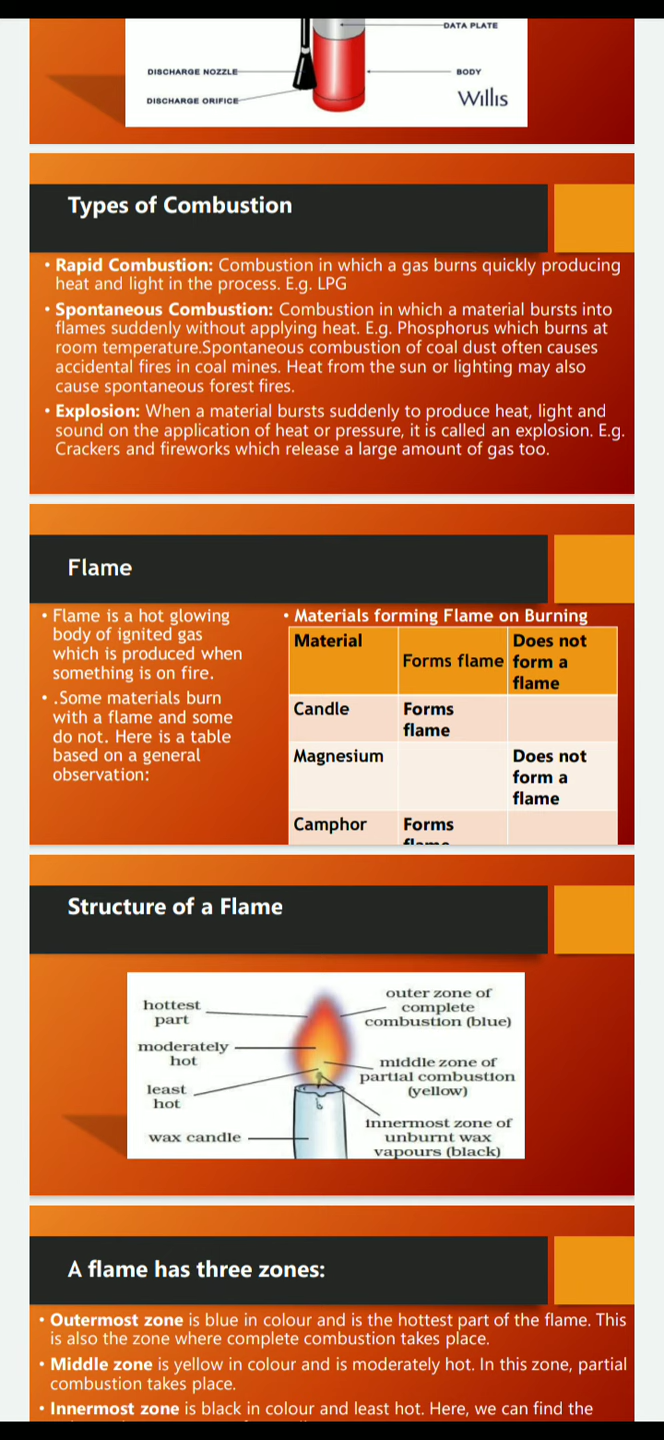 DATA PLATE
DISCHARGE NOZZLE
BODY
DISCHARGE ORIFICE
Willis
Types of Combustion
• Rapid Combustion: Combustion in which a gas burns quickly producing
heat and light in the process. E.g. LPG
• Spontaneous Combustion: Combustion in which a material bursts into
flames suddenly without applying heat. E.g. Phosphorus which burns at
room temperature.Spontaneous combustion of coal dust often causes
accidental fires in coal mines. Heat from the sun or lighting may also
cause spontaneous forest fires.
• Explosion: When a material bursts suddenly to produce heat, light and
sound on the application of heat or pressure, it is called an explosion. E.g.
Crackers and fireworks which release a large amount of gas too.
Flame
• Flame is a hot glowing
body of ignited gas
which is produced when
something is on fire.
• .Some materials burn
with a flame and some
do not. Here is a table
based on a general
observation:
• Materials forming Flame on Burning
Material
Forms flame
Does not
form a
flame
Candle
Forms
flame
Magnesium
Does not
form a
flame
Camphor
Forms
flame
Structure of a Flame
hottest
part
moderately
hot
least
hot
wax candle
outer zone of
complete
combustion (blue)
middle zone of
partial combustion
(yellow)
innermost zone of
unburnt wax
vapours (black)
A flame has three zones:
• Outermost zone is blue in colour and is the hottest part of the flame. This
is also the zone where complete combustion takes place.
• Middle zone is yellow in colour and is moderately hot. In this zone, partial
combustion takes place.
• Innermost zone is black in colour and least hot. Here, we can find the